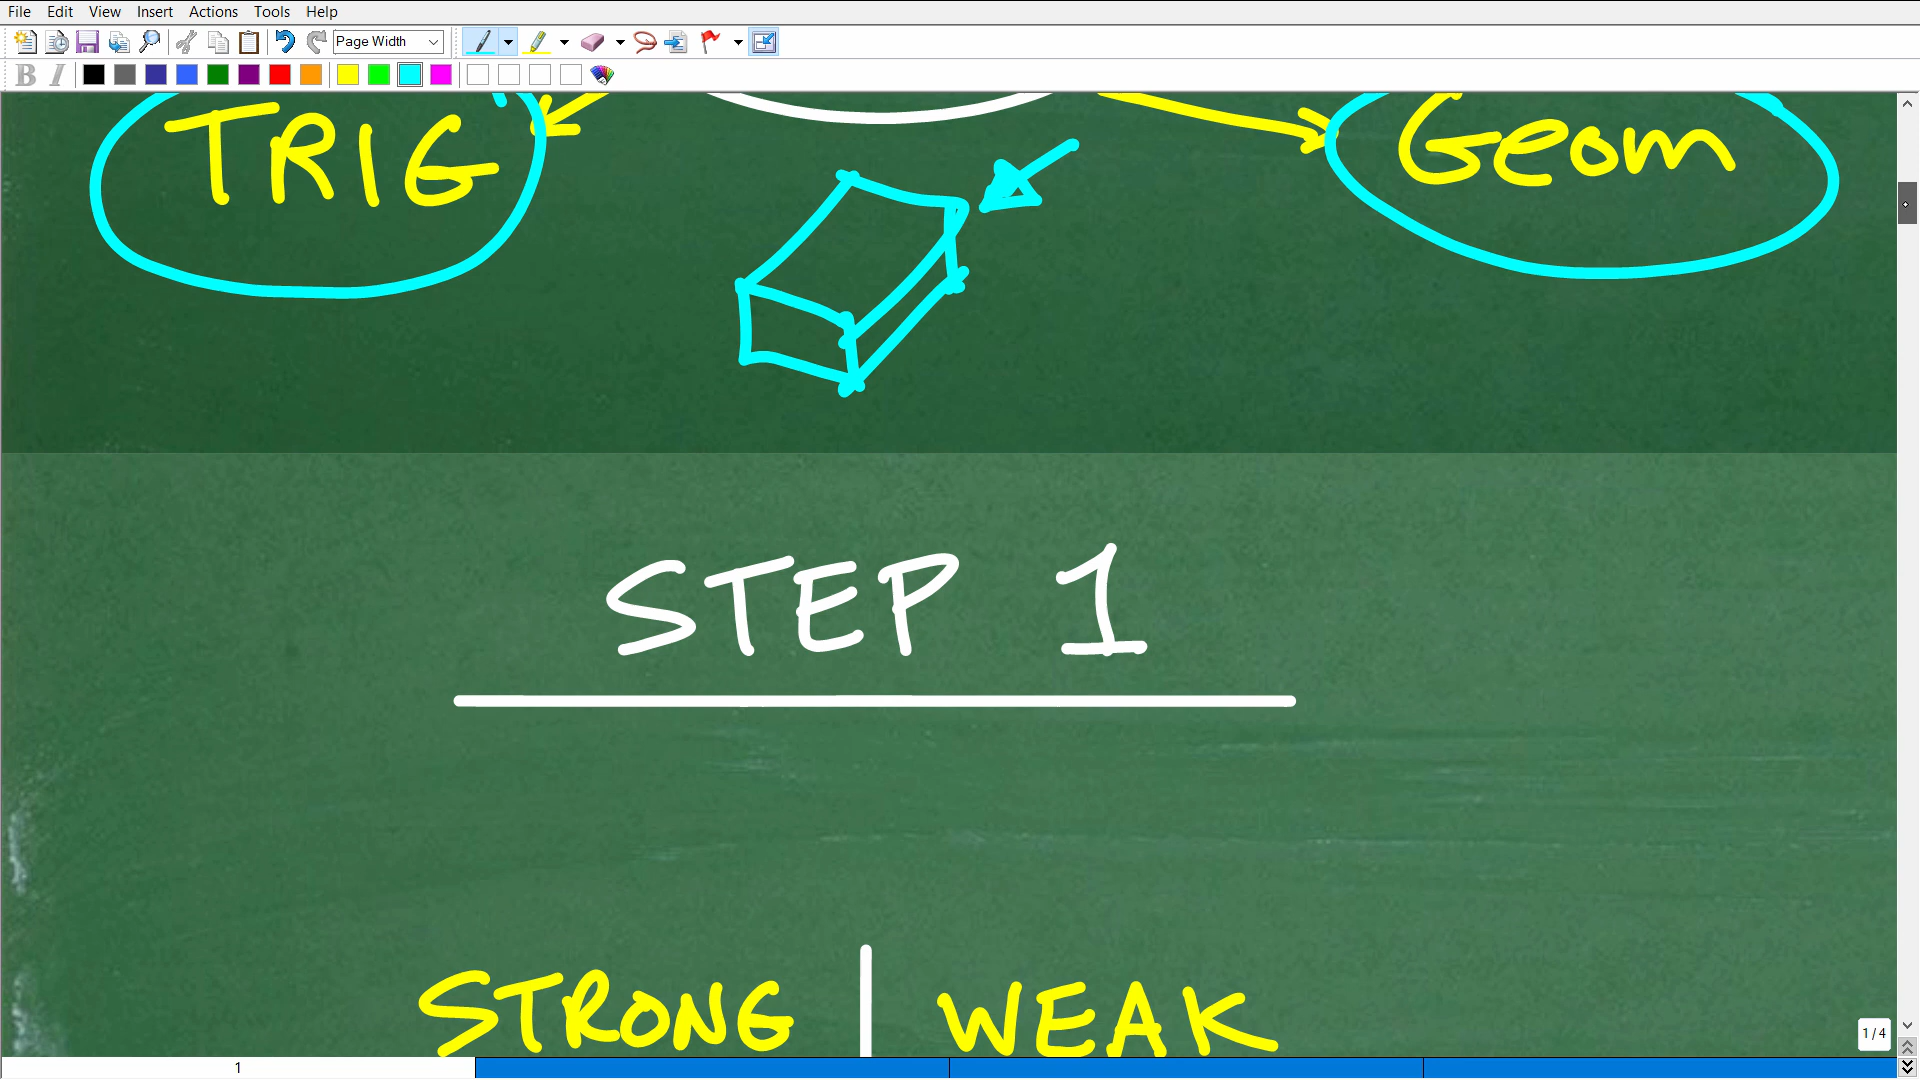 File Edit View Insert Actions Tools Help
Page Width
B I
TRIG Geom
STEP 1
STRONG WEAK
1 / 4
1